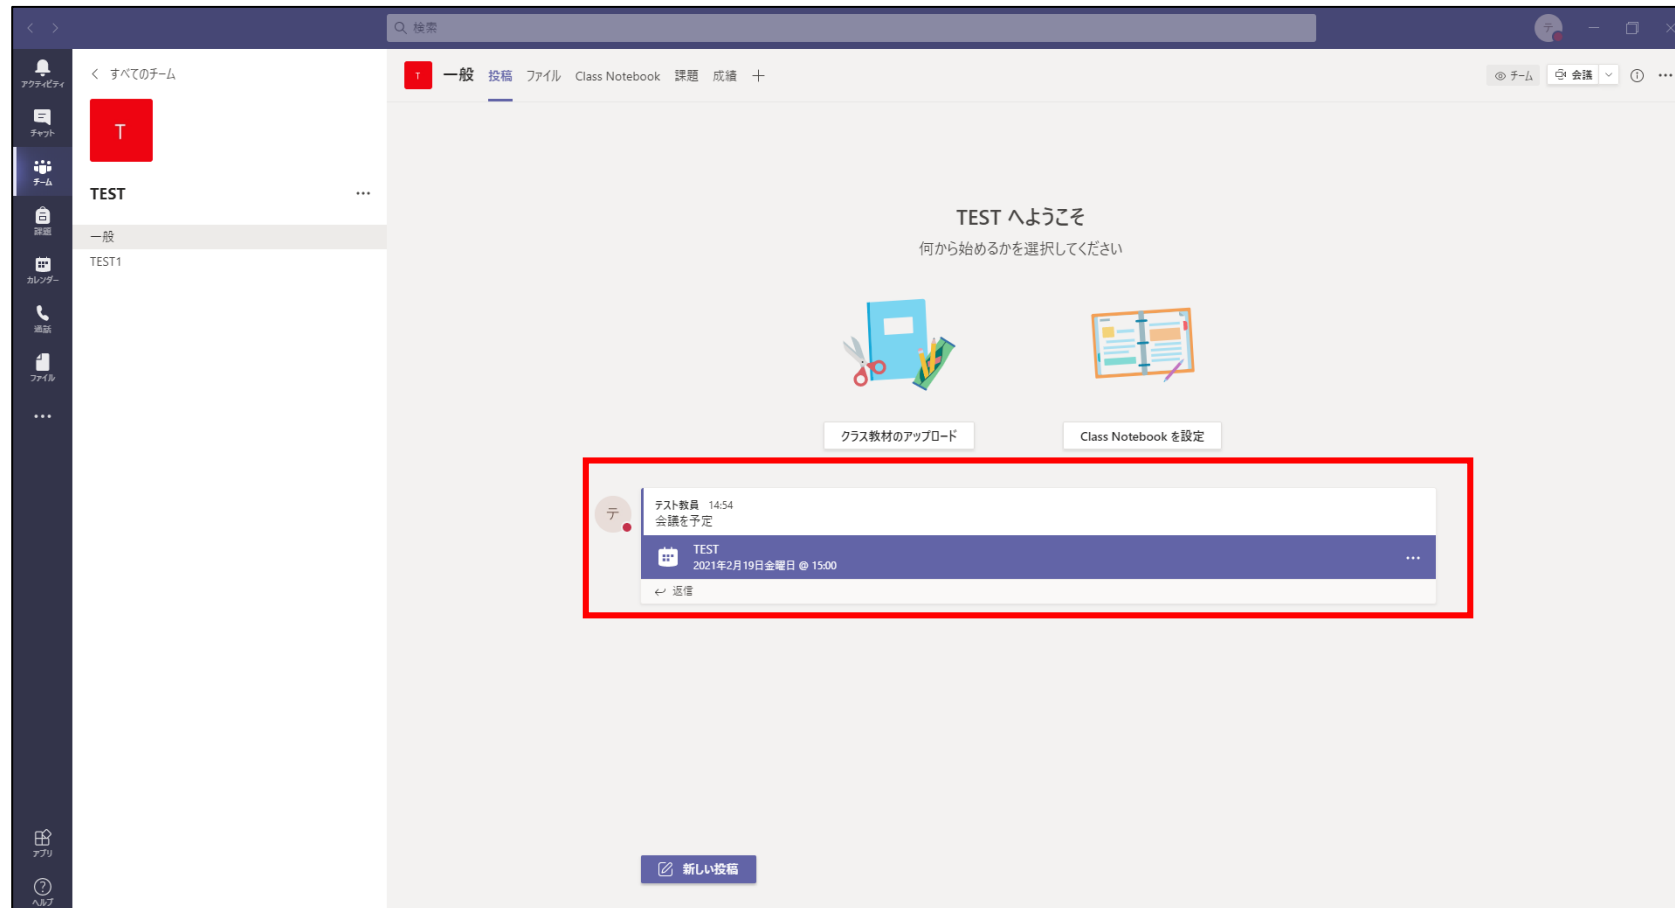 検索
テ
アクティビティ
チャット
チーム
課題
カレンダー
通話
ファイル
アプリ
ヘルプ
すべてのチーム
T
TEST
一般
TEST1
T
一般 投稿 ファイル Class Notebook 課題 成績
チーム
会議
TEST へようこそ
何から始めるかを選択してください
クラス教材のアップロード
Class Notebook を設定
テ
テスト教員 14:54
会議を予定
TEST
2021年2月19日金曜日 @ 15:00
返信
新しい投稿